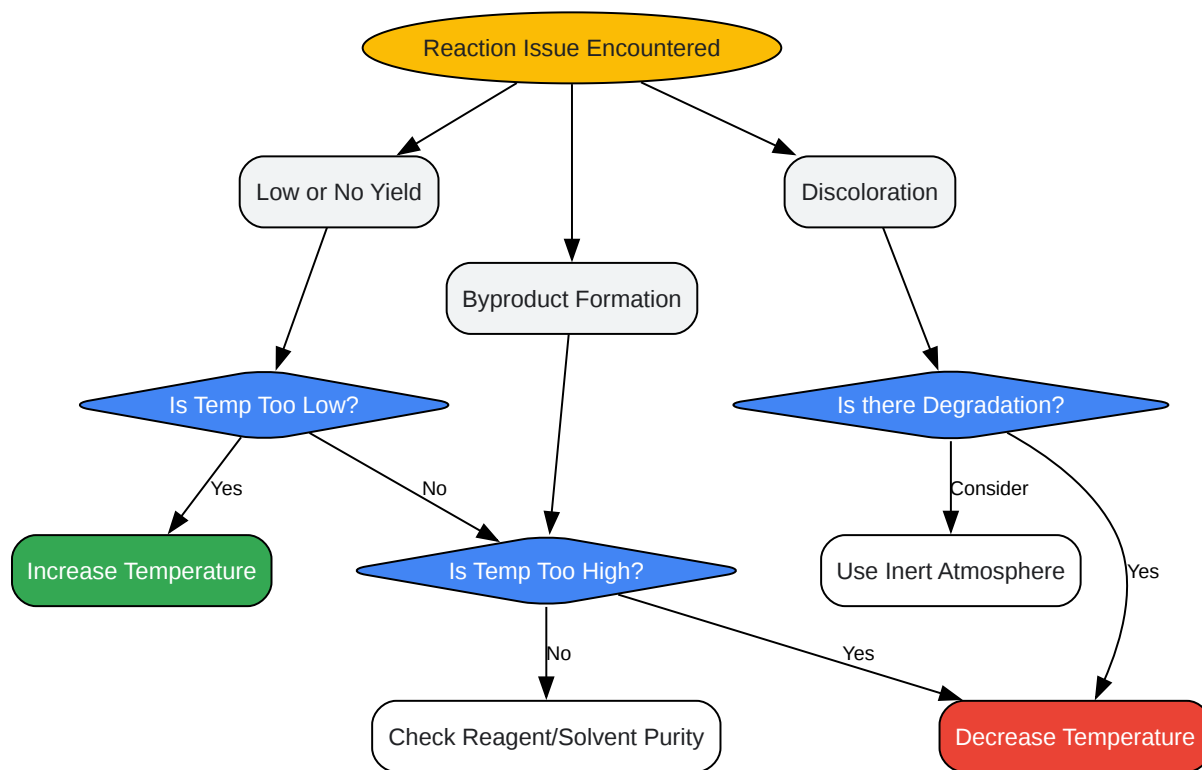 Reaction Issue Encountered
Low or No Yield
Discoloration
Byproduct Formation
Is Temp Too Low?
Is there Degradation?
Yes
No
Consider
Increase Temperature
Is Temp Too High?
Use Inert Atmosphere
Yes
No
Yes
Check Reagent/Solvent Purity
Decrease Temperature